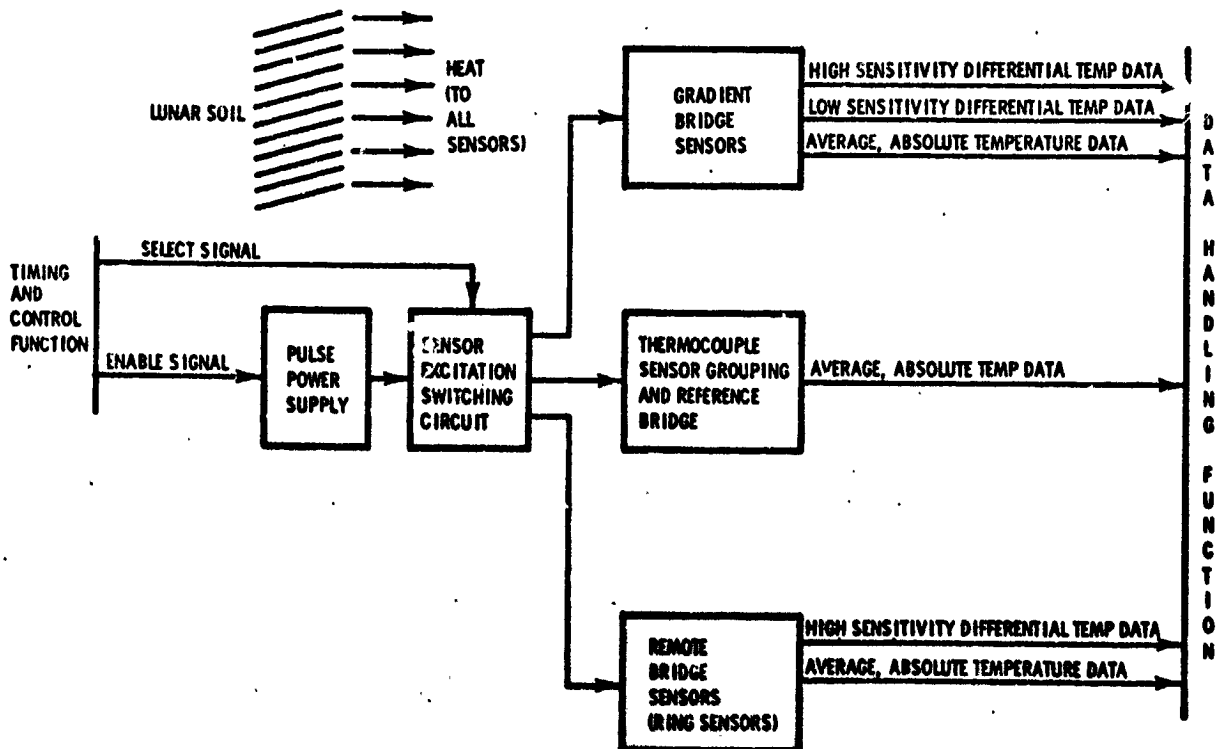 LUNAR SOIL
HEAT
(TO
ALL
SENSORS)
TIMING
AND
CONTROL
FUNCTION
SELECT SIGNAL
ENABLE SIGNAL
PULSE
POWER
SUPPLY
SENSOR
EXCITATION
SWITCHING
CIRCUIT
GRADIENT
BRIDGE
SENSORS
HIGH SENSITIVITY DIFFERENTIAL TEMP DATA
LOW SENSITIVITY DIFFERENTIAL TEMP DATA
AVERAGE, ABSOLUTE TEMPERATURE DATA
THERMOCOUPLE
SENSOR GROUPING
AND REFERENCE
BRIDGE
AVERAGE, ABSOLUTE TEMP DATA
REMOTE
BRIDGE
SENSORS
(RING SENSORS)
HIGH SENSITIVITY DIFFERENTIAL TEMP DATA
AVERAGE, ABSOLUTE TEMPERATURE DATA
DATA HANDLING FUNCTION